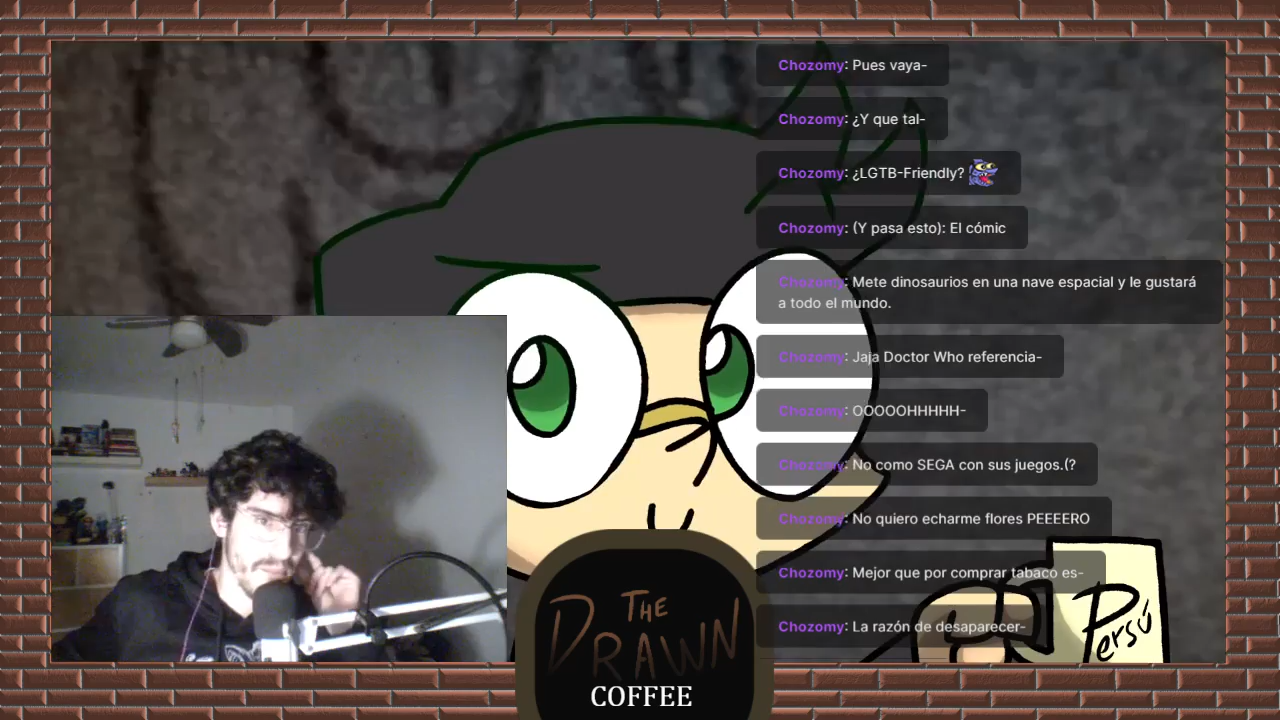 Chozomy: Pues vaya-
Chozomy: ¿Y que tal-
Chozomy: ¿LGTB-Friendly?
Chozomy: (Y pasa esto): El cómic
Chozomy: Mete dinosaurios en una nave espacial y le gustará
a todo el mundo.
Chozomy: Jaja Doctor Who referencia-
Chozomy: OOOOOHHHHH-
Chozomy: No como SEGA con sus juegos.(?
Chozomy: No quiero echarme flores PEEEERO
Chozomy: Mejor que por comprar tabaco es-
Chozomy: La razón de desaparecer-
Persú
THE
DRAWN
COFFEE